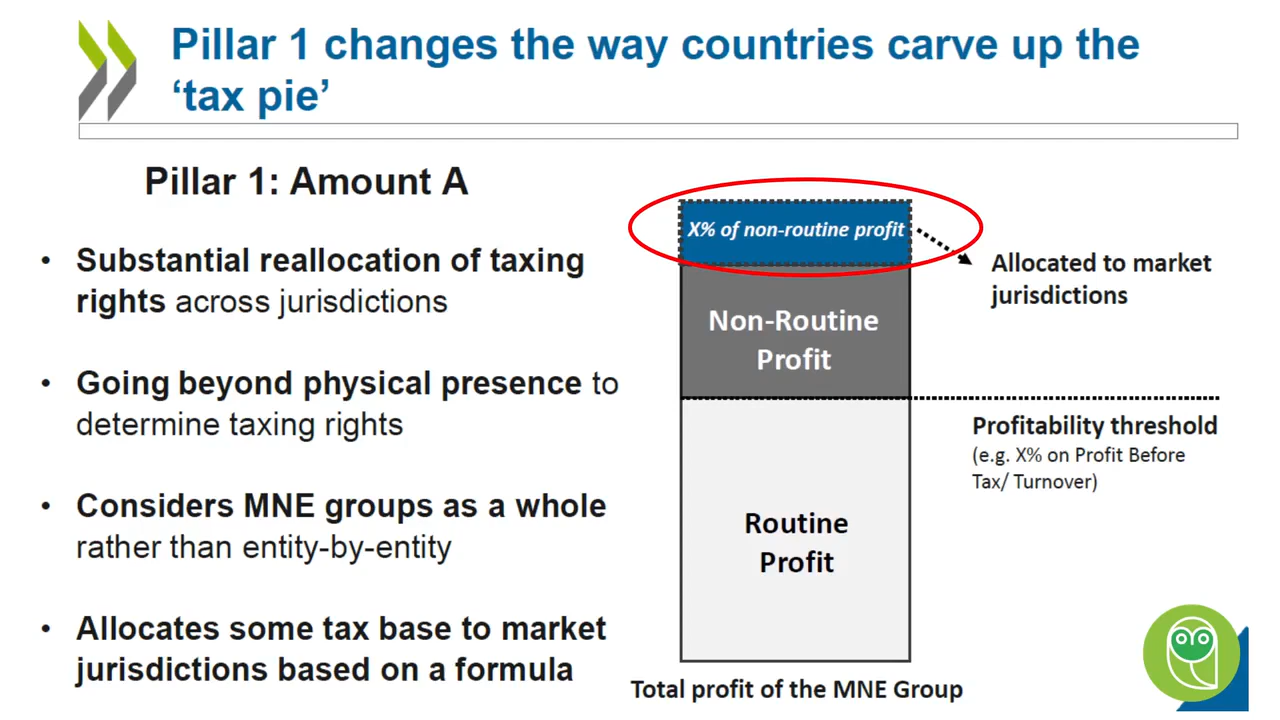 Pillar 1 changes the way countries carve up the
‘tax pie’
Pillar 1: Amount A
• Substantial reallocation of taxing
rights across jurisdictions
• Going beyond physical presence to
determine taxing rights
• Considers MNE groups as a whole
rather than entity-by-entity
• Allocates some tax base to market
jurisdictions based on a formula
X% of non-routine profit
Allocated to market
jurisdictions
Non-Routine
Profit
Profitability threshold
(e.g. X% on Profit Before
Tax/ Turnover)
Routine
Profit
Total profit of the MNE Group